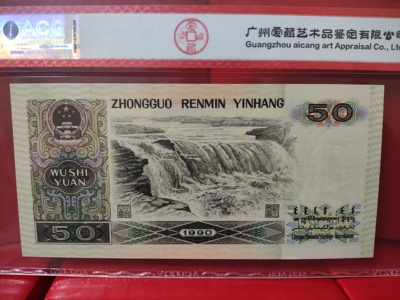 ACG
广州爱藏艺术品鉴定有限公司
Guangzhou aicang art Appraisal Co., Lt
ZHONGGUO RENMIN YINHANG
50
WU SHI
YUAN
50
1990